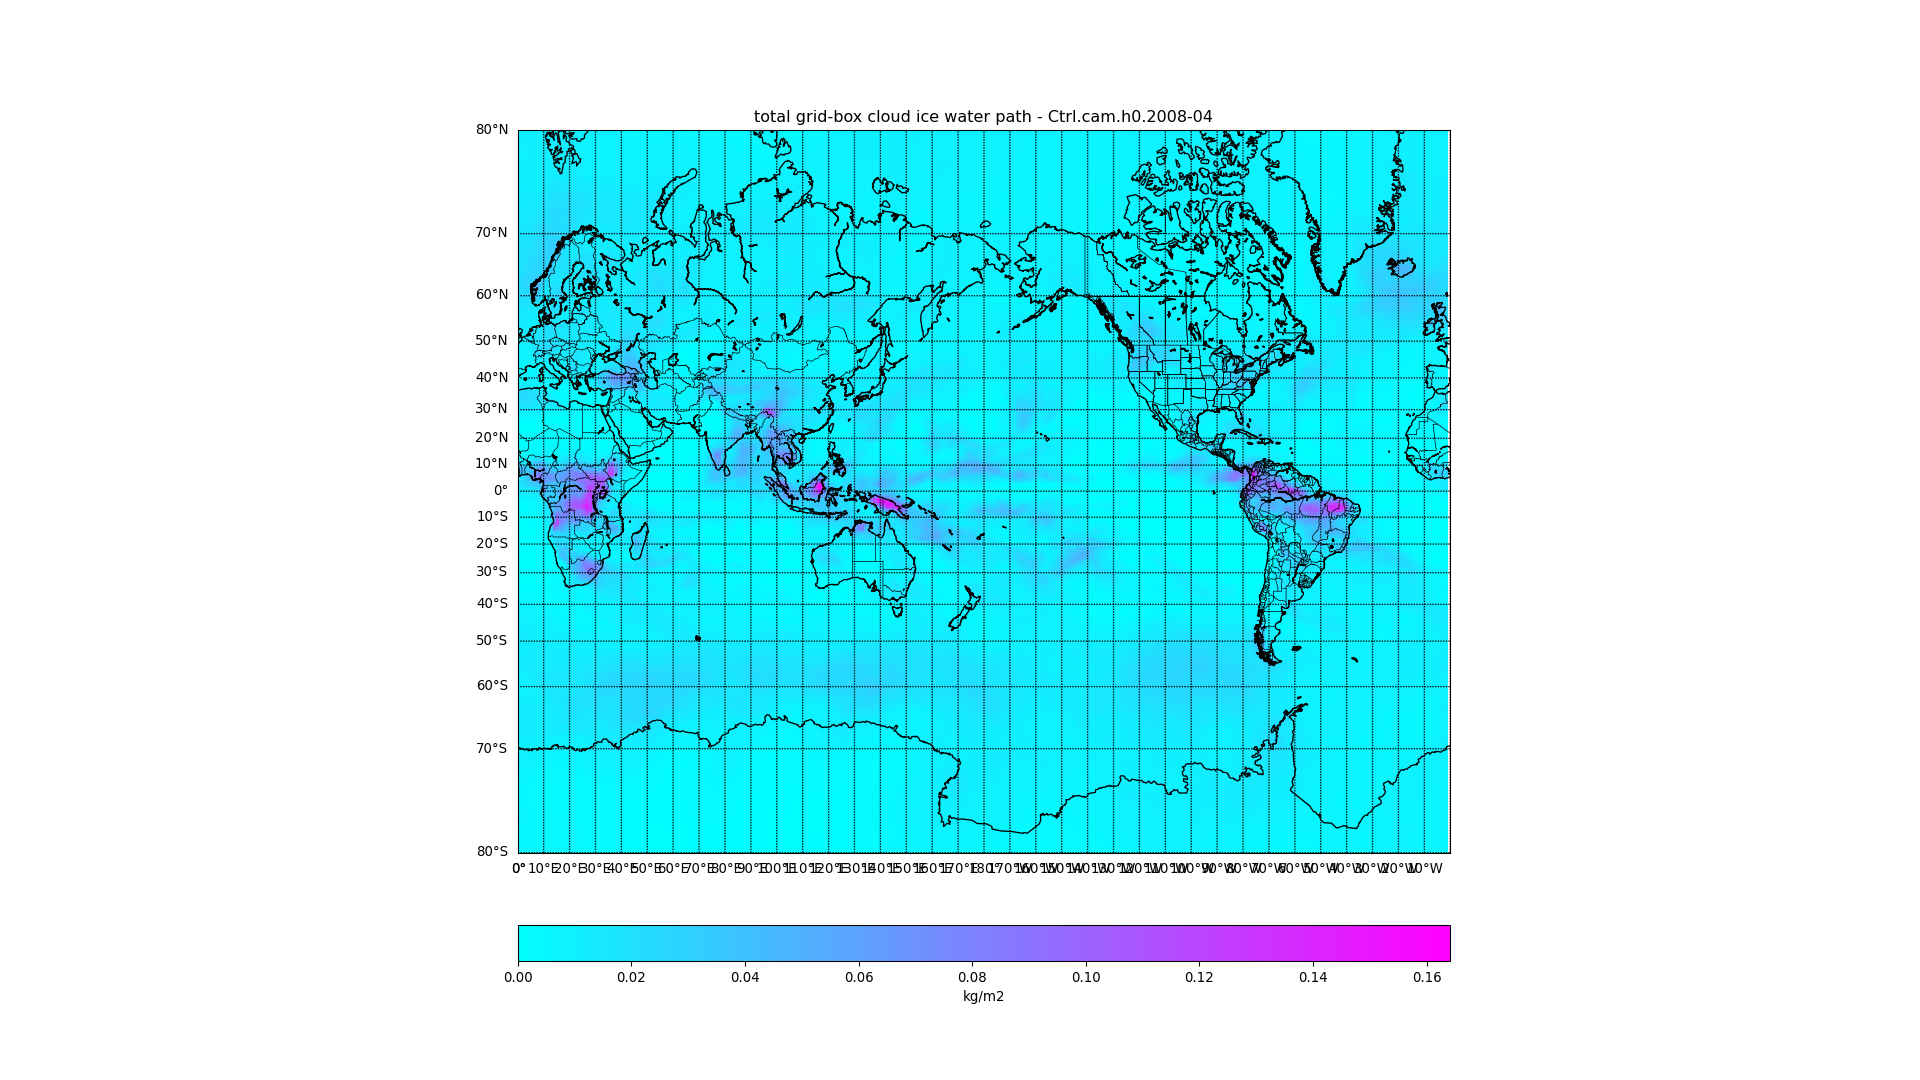 total grid-box cloud ice water path - Ctrl.cam.h0.2008-04
80°N
70°N
60°N
50°N
40°N
30°N
20°N
10°N
0°
10°S
20°S
30°S
40°S
50°S
60°S
70°S
80°S
0° 10°E 20°E 30°E 40°E 50°E 60°E 70°E 80°E 90°E 100°E 110°E 120°E 130°E 140°E 150°E 160°E 170°E 180° 170°W 160°W 150°W 140°W 130°W 120°W 110°W 100°W 90°W 80°W 70°W 60°W 50°W 40°W 30°W 20°W 10°W
0.00 0.02 0.04 0.06 0.08 0.10 0.12 0.14 0.16
kg/m2